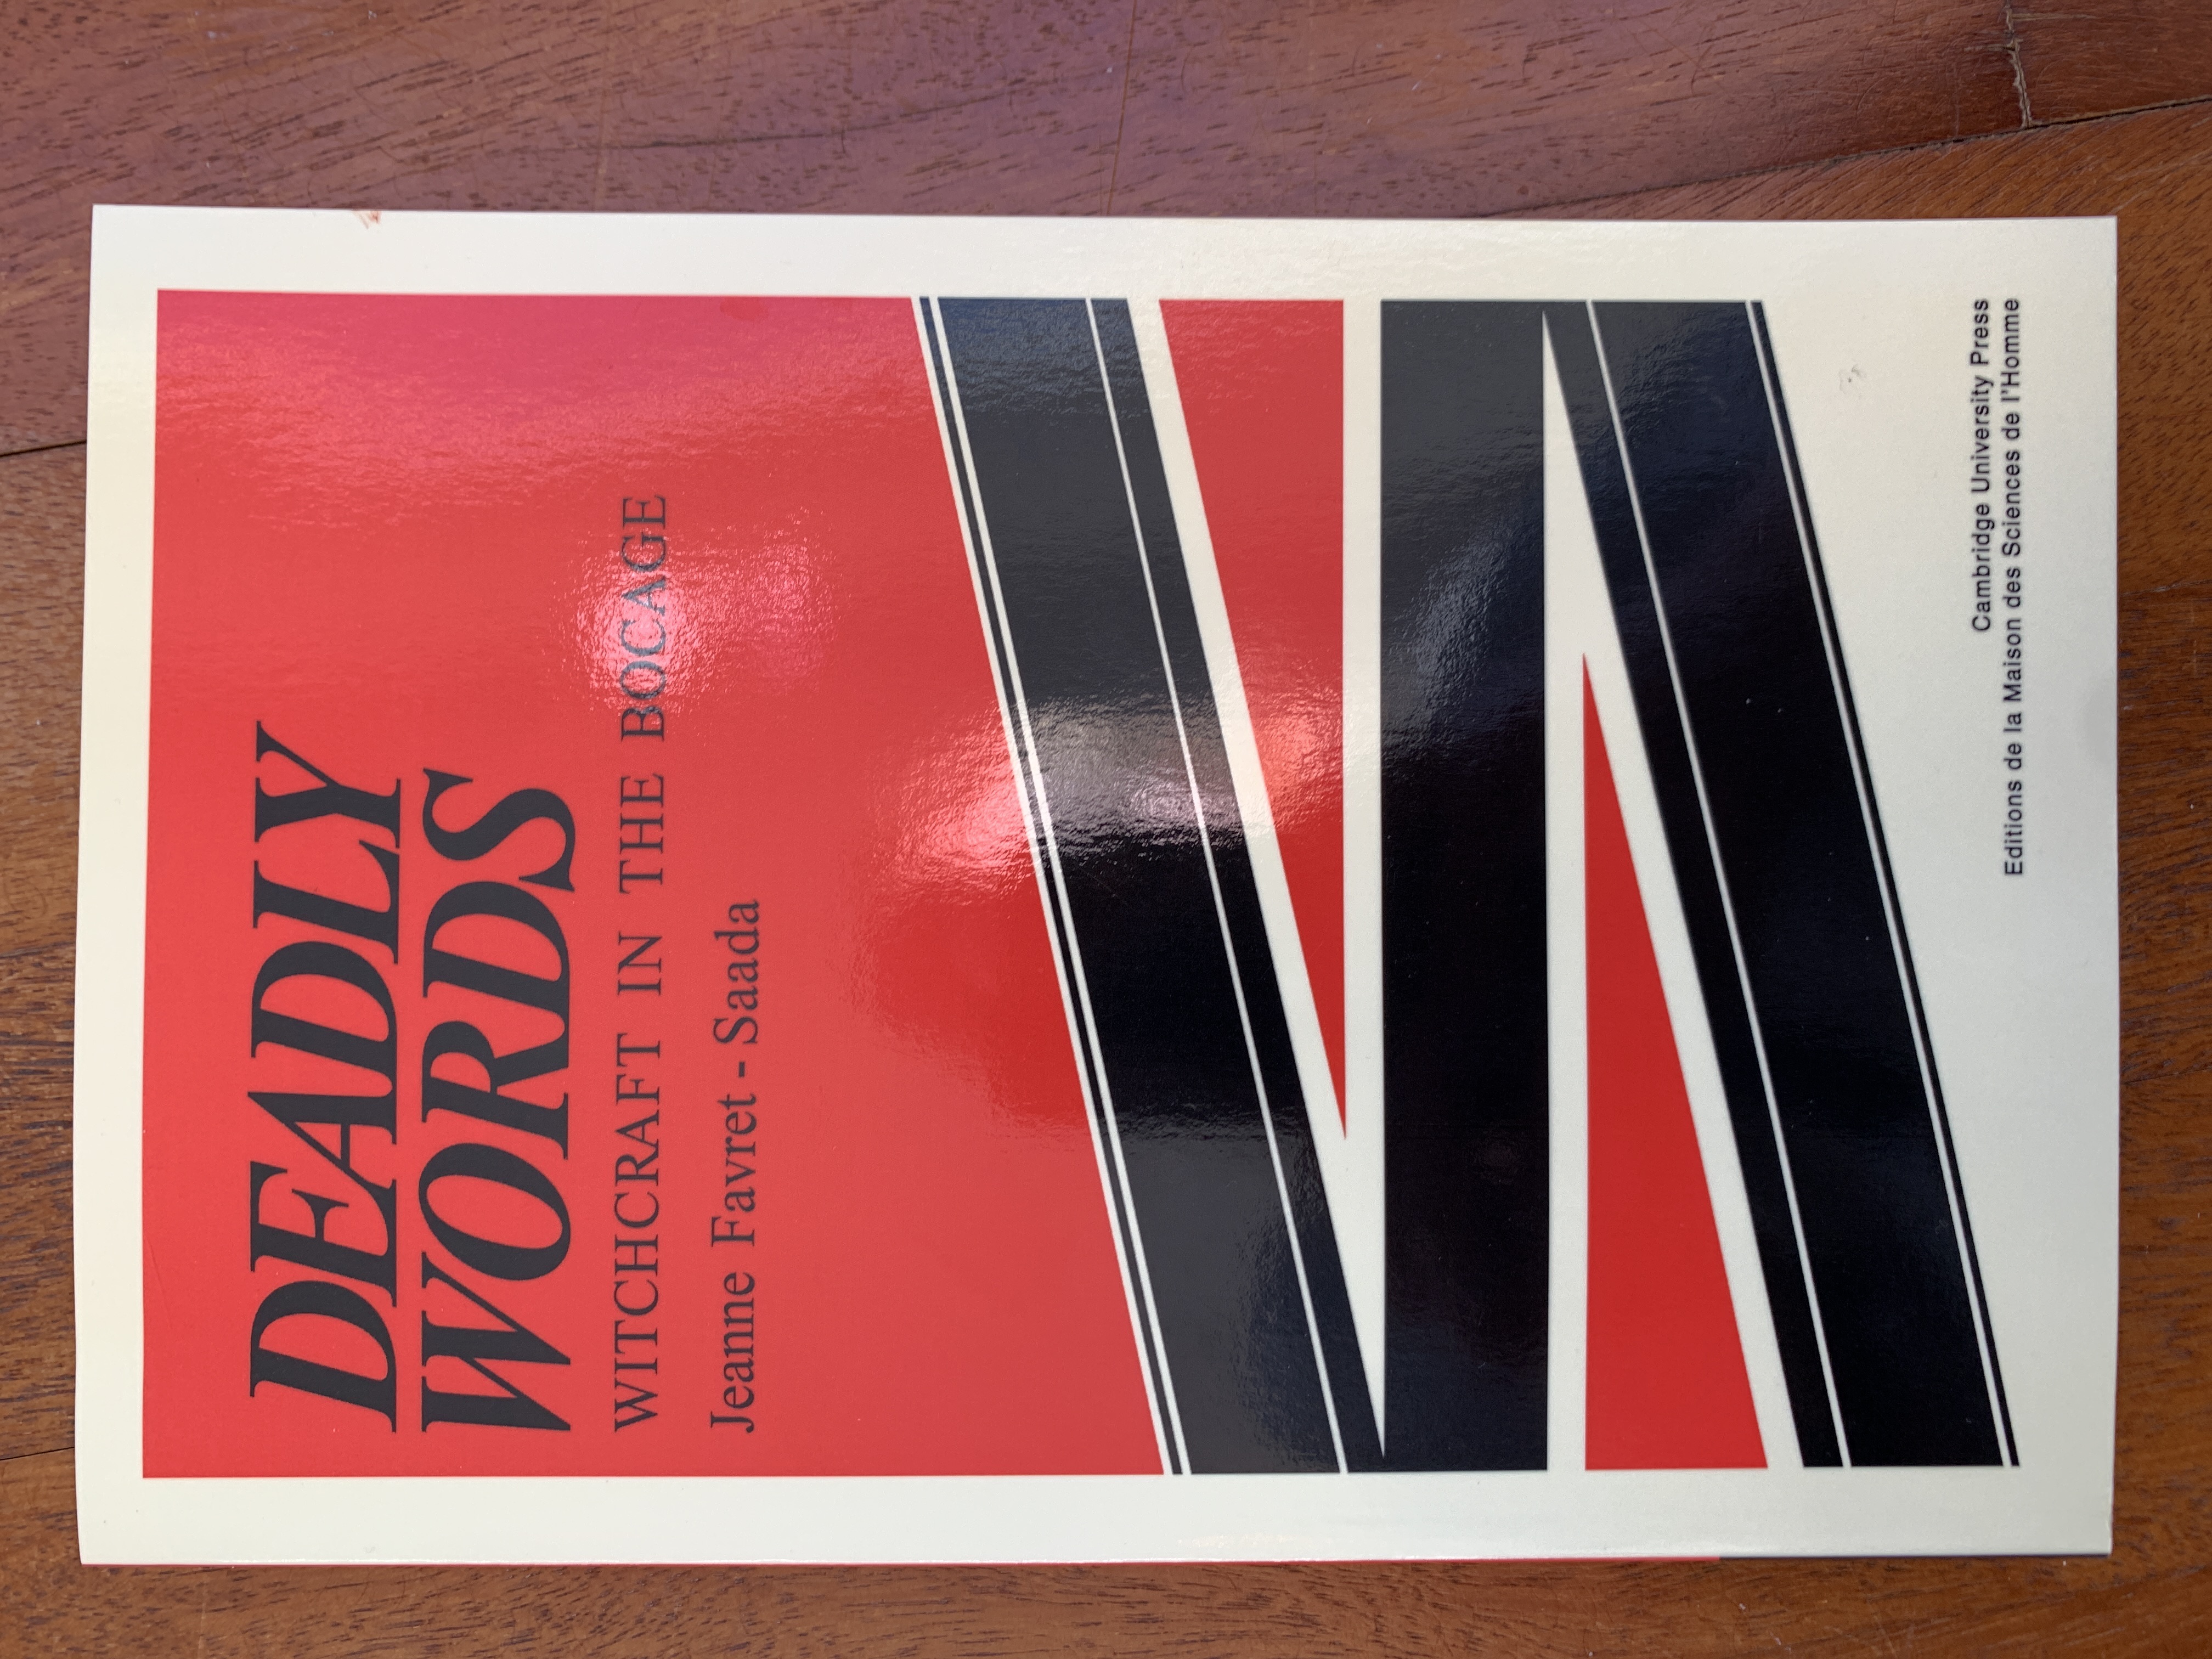 DEADLY
WORDS
WITCHCRAFT IN THE BOCAGE
Jeanne Favret - Saada
Cambridge University Press
Editions de la Maison des Sciences de l'Homme